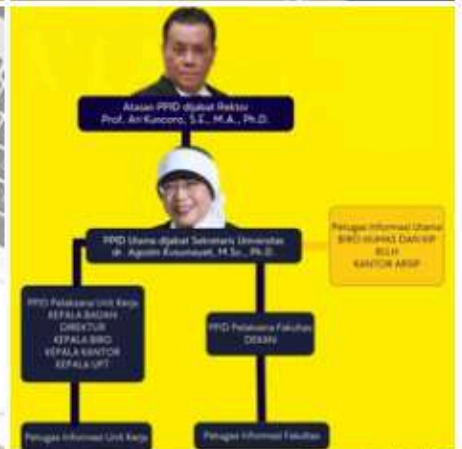 Atasan PPID dijabat Rektor
Prof. Ari Kuncoro, S.E., M.A., Ph.D.
PPID Utama dijabat Sekretaris Universitas
dr. Agustin Kusumayati, M.Sc., Ph.D.
Petugas Informasi Utama
BIRO HUMAS DAN KIP
BLLH
KANTOR ARSIP
PPID Pelaksana Unit Kerja
KEPALA BADAN
DIREKTUR
KEPALA BIRO
KEPALA KANTOR
KEPALA UPT
PPID Pelaksana Fakultas
DEKAN
Petugas Informasi Unit Kerja
Petugas Informasi Fakultas